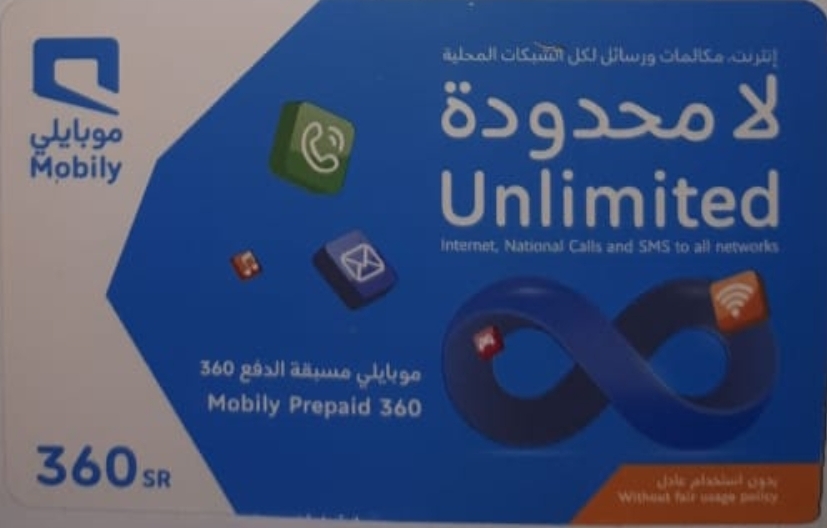 موبايلي
Mobily
إنترنت، مكالمات ورسائل لكل الشبكات المحلية
لا محدودة
Unlimited
Internet, National Calls and SMS to all networks
موبايلي مسبقة الدفع 360
Mobily Prepaid 360
360 SR
بدون استخدام عادل
Without fair usage policy